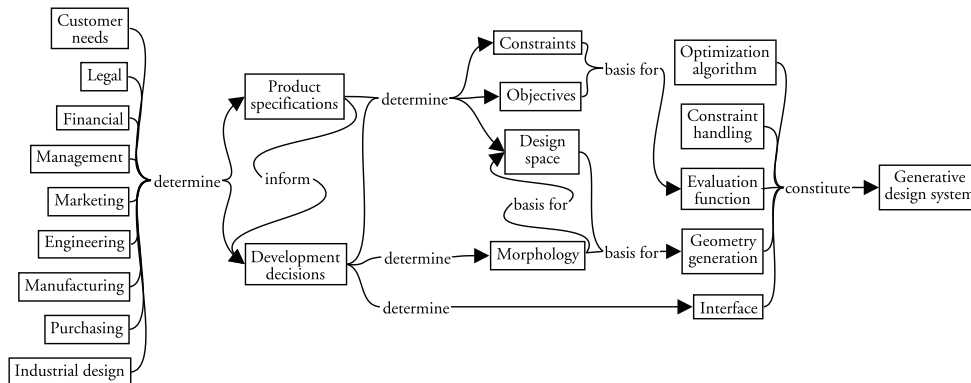 Customer
needs
Legal
Financial
Management
Marketing
Engineering
Manufacturing
Purchasing
Industrial design
determine
Product
specifications
inform
Development
decisions
determine
determine
determine
Constraints
Objectives
Design
space
basis for
Morphology
basis for
basis for
Optimization
algorithm
Constraint
handling
Evaluation
function
Geometry
generation
Interface
constitute
Generative
design system